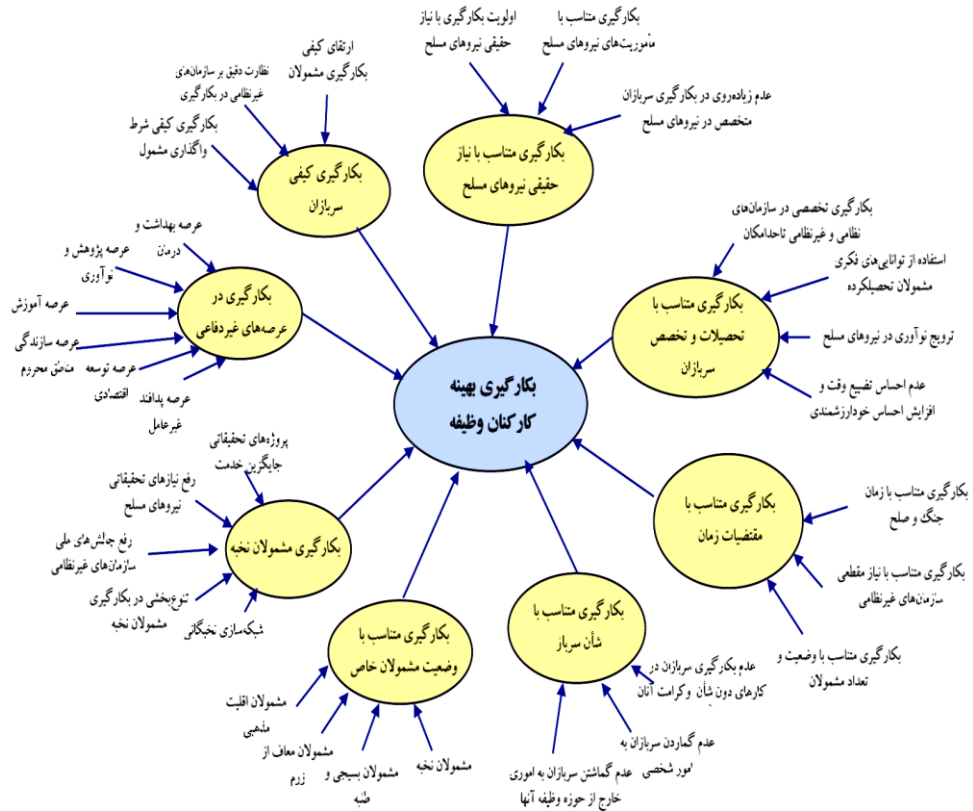 بکارگیری بهینه
کارکنان وظیفه
بکارگیری متناسب با نیاز
حقیقی نیروهای مسلح
بکارگیری متناسب با
مأموریت‌های نیروهای مسلح
اولویت بکارگیری با نیاز
حقیقی نیروهای مسلح
عدم زیاده‌روی در بکارگیری سربازان
متخصص در نیروهای مسلح
بکارگیری متناسب با
تحصیلات و تخصص
سربازان
بکارگیری تخصصی در سازمان‌های
نظامی و غیرنظامی تاحدامکان
استفاده از توانایی‌های فکری
مشمولان تحصیلکرده
ترویج نوآوری در نیروهای مسلح
عدم احساس تضییع وقت و
افزایش احساس خودارزشمندی
بکارگیری متناسب با
مقتضیات زمان
بکارگیری متناسب با زمان
جنگ و صلح
بکارگیری متناسب با نیاز مقطعی
سازمان‌های غیرنظامی
بکارگیری متناسب با وضعیت و
تعداد مشمولان
بکارگیری متناسب با
شأن سرباز
عدم بکارگیری سربازان در
کارهای دون شأن وکرامت آنان
عدم گماردن سربازان به
امور شخصی
عدم گماشتن سربازان به اموری
خارج از حوزه وظیفه آنها
بکارگیری متناسب با
وضعیت مشمولان خاص
مشمولان نخبه
مشمولان بسیجی و
طلبه
مشمولان معاف از
رزم
مشمولان اقلیت
مذهبی
بکارگیری مشمولان نخبه
پروژه‌های تحقیقاتی
جایگزین خدمت
رفع نیازهای تحقیقاتی
نیروهای مسلح
رفع چالش‌های ملی
سازمان‌های غیرنظامی
تنوع‌بخشی در بکارگیری
مشمولان نخبه
شبکه‌سازی نخبگانی
بکارگیری در
عرصه‌های غیردفاعی
عرصه بهداشت و
درمان
عرصه پژوهش و
نوآوری
عرصه آموزش
عرصه سازندگی
مناطق محروم
عرصه توسعه
اقتصادی
عرصه پدافند
غیرعامل
بکارگیری کیفی
سربازان
ارتقای کیفی
بکارگیری مشمولان
نظارت دقیق بر سازمان‌های
غیرنظامی در بکارگیری
بکارگیری کیفی شرط
واگذاری مشمول